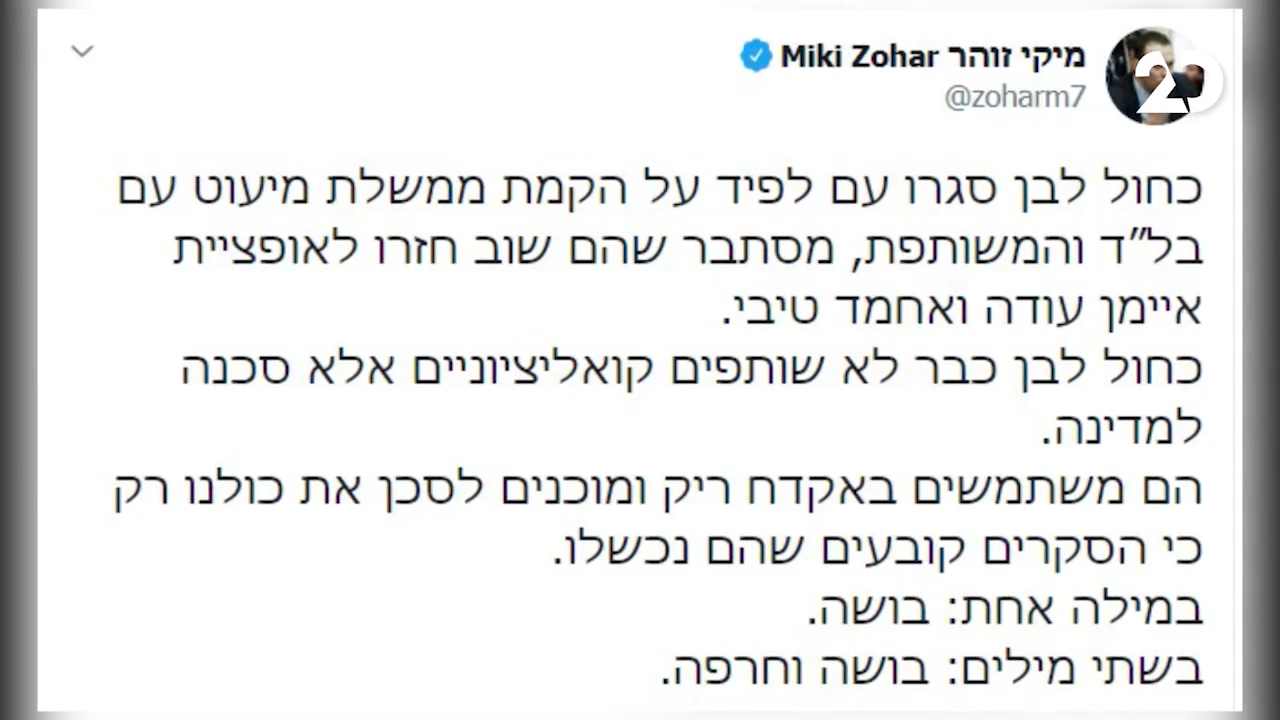 מיקי זוהר Miki Zohar
@zoharm7
20
כחול לבן סגרו עם לפיד על הקמת ממשלת מיעוט עם
בל״ד והמשותפת, מסתבר שהם שוב חזרו לאופציית
איימן עודה ואחמד טיבי.
כחול לבן כבר לא שותפים קואליציוניים אלא סכנה
למדינה.
הם משתמשים באקדח ריק ומוכנים לסכן את כולנו רק
כי הסקרים קובעים שהם נכשלו.
במילה אחת: בושה.
בשתי מילים: בושה וחרפה.